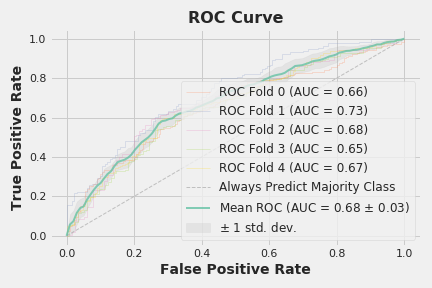 ROC Curve
1.0
0.8
0.6
0.4
0.2
0.0
True Positive Rate
ROC Fold 0 (AUC = 0.66)
ROC Fold 1 (AUC = 0.73)
ROC Fold 2 (AUC = 0.68)
ROC Fold 3 (AUC = 0.65)
ROC Fold 4 (AUC = 0.67)
Always Predict Majority Class
Mean ROC (AUC = 0.68 ± 0.03)
± 1 std. dev.
0.0 0.2 0.4 0.6 0.8 1.0
False Positive Rate